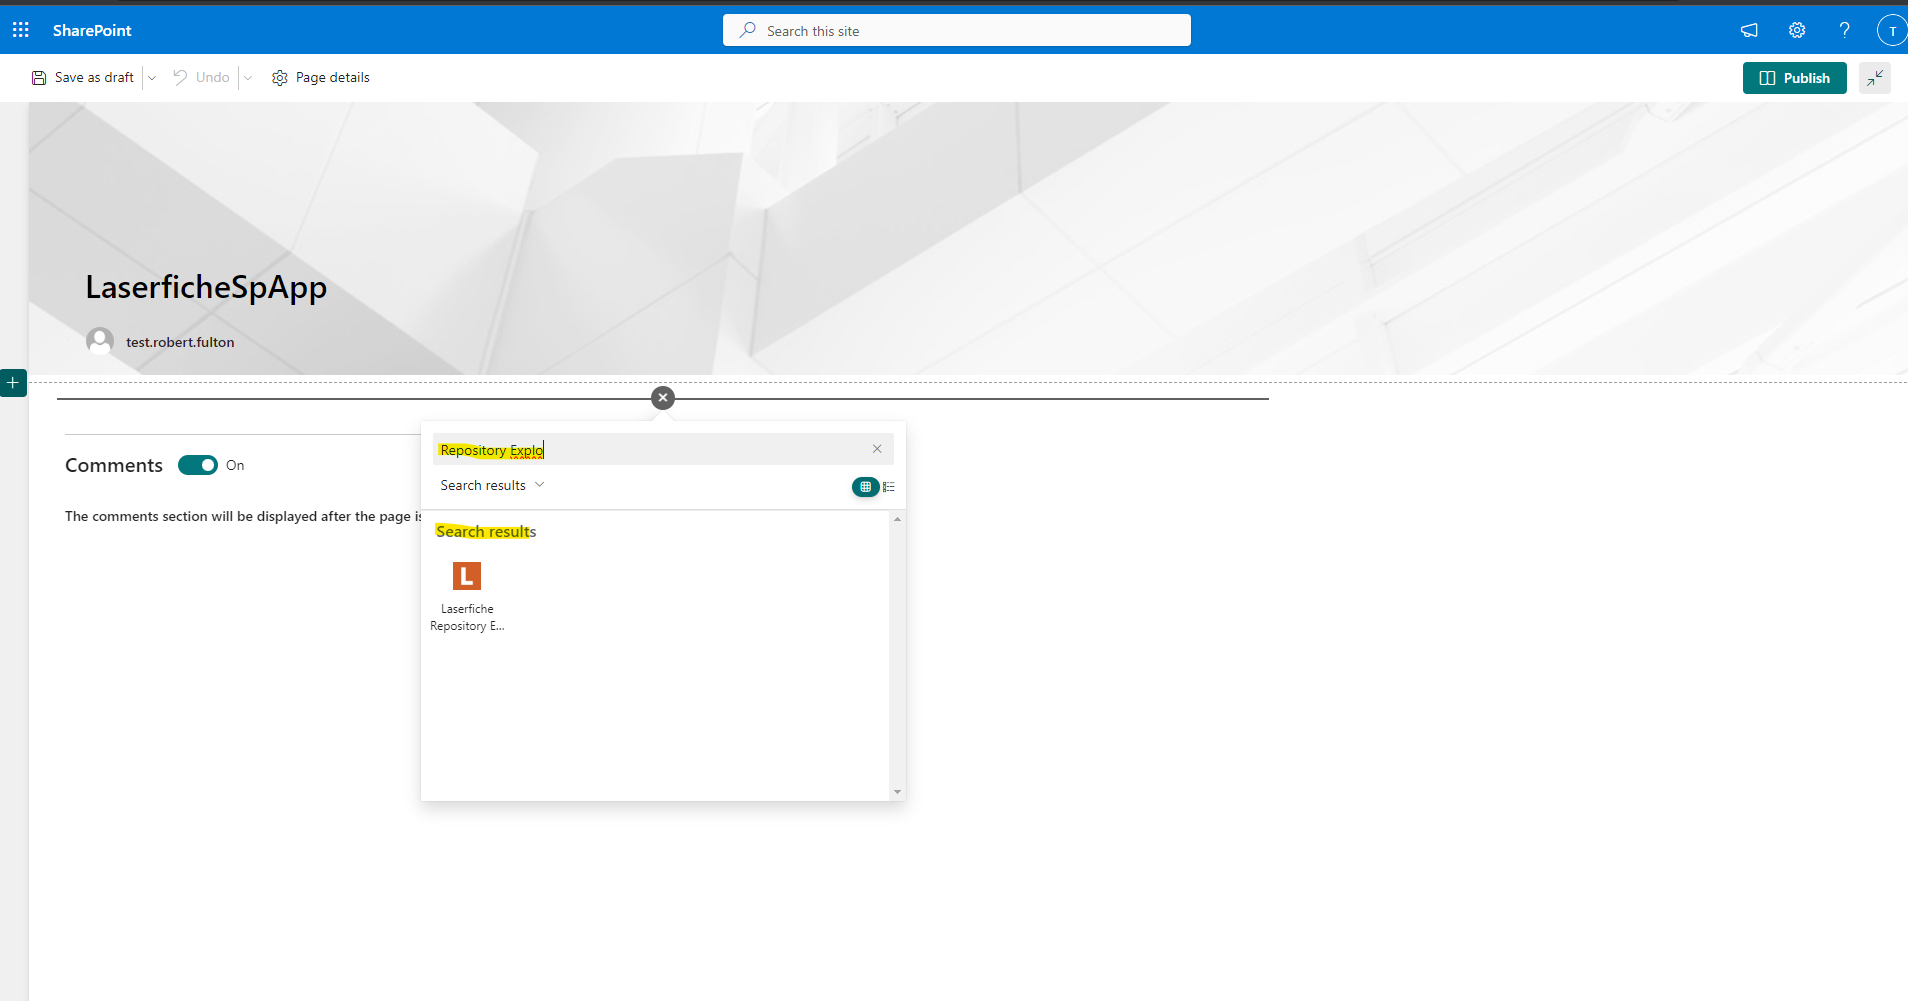 SharePoint
Search this site
T
Save as draft
Undo
Page details
Publish
LaserficheSpApp
test.robert.fulton
Repository Explo
Search results
Comments
On
The comments section will be displayed after the page is
Search results
L
Laserfiche
Repository E...